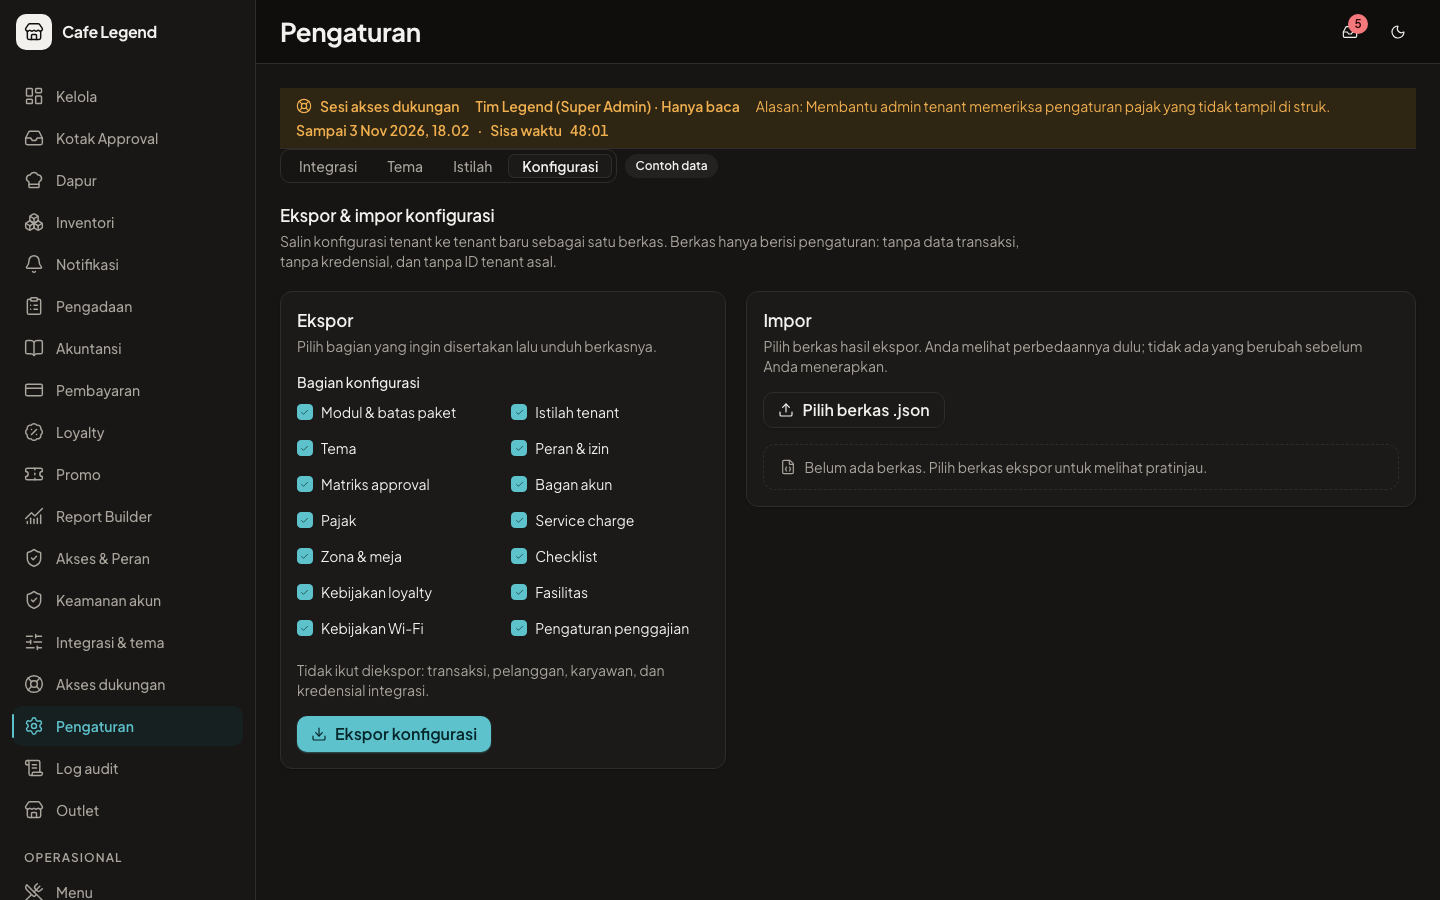 Cafe Legend
Pengaturan
5
Kelola
Kotak Approval
Dapur
Inventori
Notifikasi
Pengadaan
Akuntansi
Pembayaran
Loyalty
Promo
Report Builder
Akses & Peran
Keamanan akun
Integrasi & tema
Akses dukungan
Pengaturan
Log audit
Outlet
OPERASIONAL
Menu
Sesi akses dukungan Tim Legend (Super Admin) · Hanya baca Alasan: Membantu admin tenant memeriksa pengaturan pajak yang tidak tampil di struk.
Sampai 3 Nov 2026, 18.02 · Sisa waktu 48:01
Integrasi Tema Istilah Konfigurasi Contoh data
Ekspor & impor konfigurasi
Salin konfigurasi tenant ke tenant baru sebagai satu berkas. Berkas hanya berisi pengaturan: tanpa data transaksi,
tanpa kredensial, dan tanpa ID tenant asal.
Ekspor
Pilih bagian yang ingin disertakan lalu unduh berkasnya.
Bagian konfigurasi
Modul & batas paket Istilah tenant
Tema Peran & izin
Matriks approval Bagan akun
Pajak Service charge
Zona & meja Checklist
Kebijakan loyalty Fasilitas
Kebijakan Wi-Fi Pengaturan penggajian
Tidak ikut diekspor: transaksi, pelanggan, karyawan, dan
kredensial integrasi.
Ekspor konfigurasi
Impor
Pilih berkas hasil ekspor. Anda melihat perbedaannya dulu; tidak ada yang berubah sebelum
Anda menerapkan.
Pilih berkas .json
Belum ada berkas. Pilih berkas ekspor untuk melihat pratinjau.